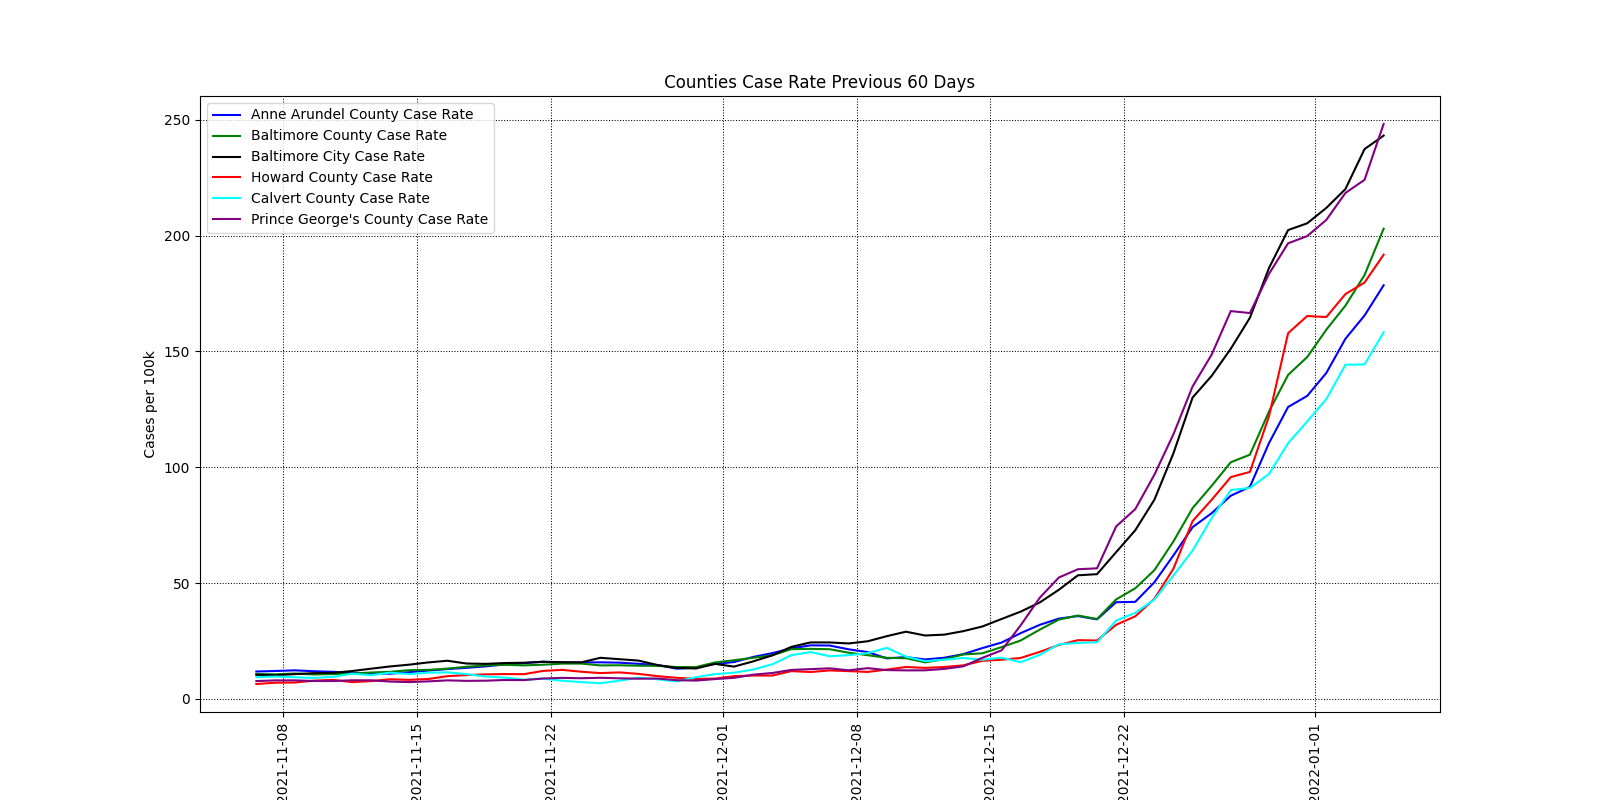 Counties Case Rate Previous 60 Days
Anne Arundel County Case Rate
Baltimore County Case Rate
Baltimore City Case Rate
Howard County Case Rate
Calvert County Case Rate
Prince George's County Case Rate
250
200
150
100
50
0
Cases per 100k
2021-11-08
2021-11-15
2021-11-22
2021-12-01
2021-12-08
2021-12-15
2021-12-22
2022-01-01